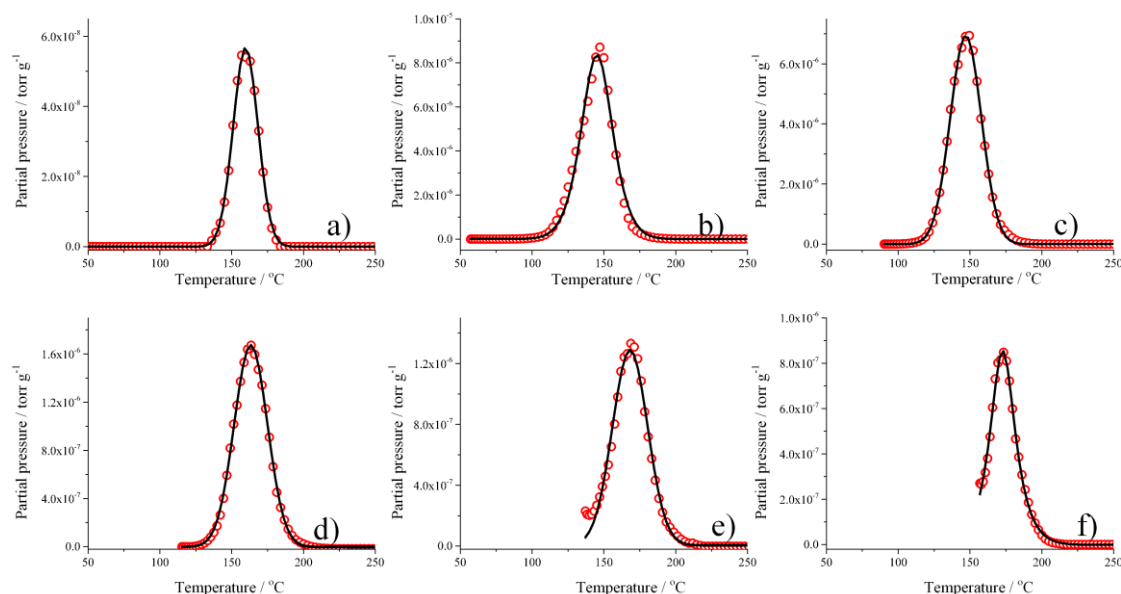 Partial pressure / torr g⁻¹
6.0x10⁻⁸
4.0x10⁻⁸
2.0x10⁻⁸
0.0
a)
50 100 150 200 250
Temperature / °C
Partial pressure / torr g⁻¹
1.0x10⁻⁵
8.0x10⁻⁶
6.0x10⁻⁶
4.0x10⁻⁶
2.0x10⁻⁶
0.0
b)
50 100 150 200 250
Temperature / °C
Partial pressure / torr g⁻¹
6.0x10⁻⁶
4.0x10⁻⁶
2.0x10⁻⁶
0.0
c)
50 100 150 200 250
Temperature / °C
Partial pressure / torr g⁻¹
1.6x10⁻⁶
1.2x10⁻⁶
8.0x10⁻⁷
4.0x10⁻⁷
0.0
d)
50 100 150 200 250
Temperature / °C
Partial pressure / torr g⁻¹
1.2x10⁻⁶
8.0x10⁻⁷
4.0x10⁻⁷
0.0
e)
50 100 150 200 250
Temperature / °C
Partial pressure / torr g⁻¹
1.0x10⁻⁶
8.0x10⁻⁷
6.0x10⁻⁷
4.0x10⁻⁷
2.0x10⁻⁷
0.0
f)
50 100 150 200 250
Temperature / °C